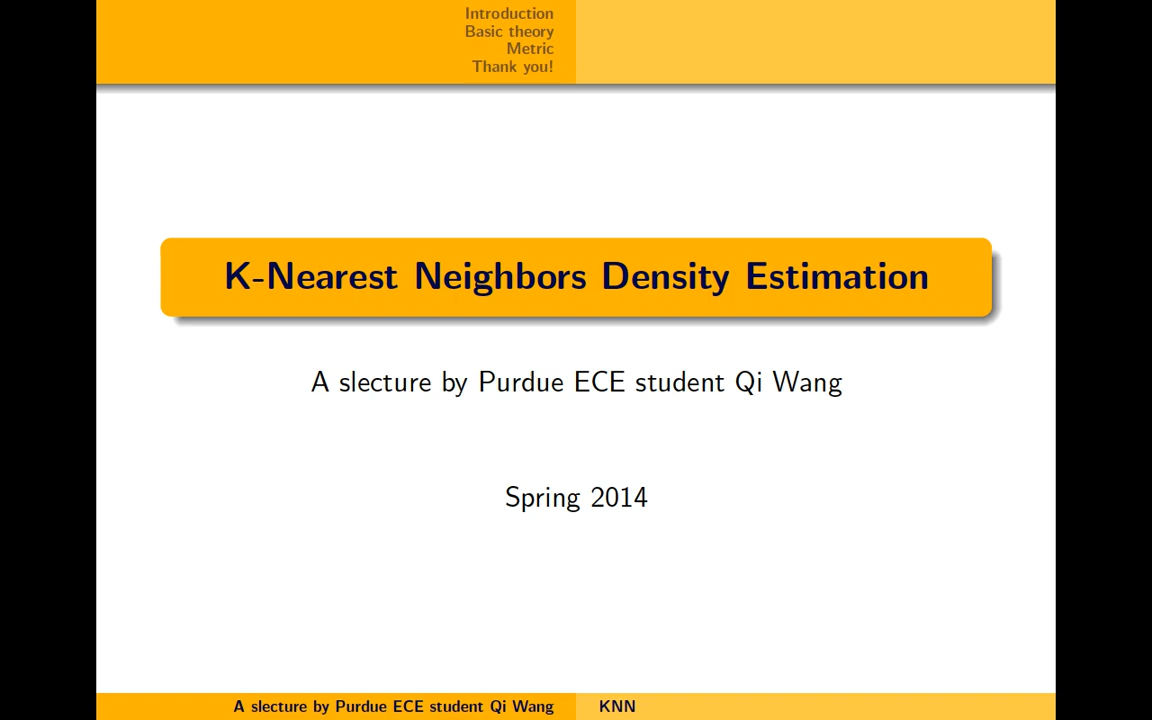 Introduction
Basic theory
Metric
Thank you!
K-Nearest Neighbors Density Estimation
A slecture by Purdue ECE student Qi Wang
Spring 2014
A slecture by Purdue ECE student Qi Wang KNN